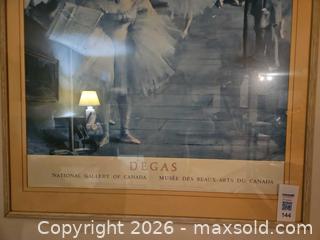 DEGAS
NATIONAL GALLERY OF CANADA MUSÉE DES BEAUX-ARTS DU CANADA
144
Copyright 2026 - maxsold.com